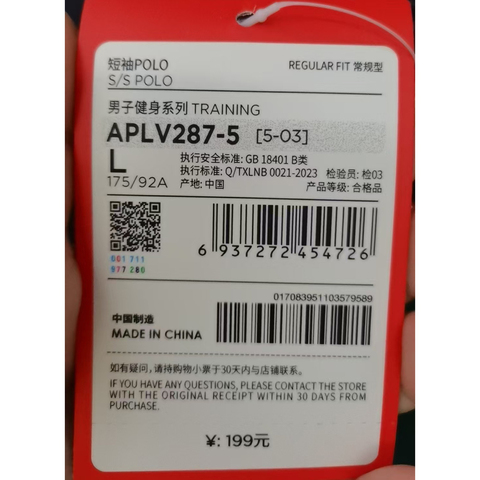 短袖POLO
S/S POLO
REGULAR FIT 常规型
男子健身系列 TRAINING
APLV287-5 [5-03]
L
175/92A
执行安全标准: GB 18401 B类
执行标准: Q/TXLNB 0021-2023 检验员: 检03
产地: 中国 产品等级: 合格品
001 711
977 280
6 937272 454726
017083951103579589
中国制造
MADE IN CHINA
如有疑问，请持购物小票于30天内与店铺联系。
IF YOU HAVE ANY QUESTIONS, PLEASE CONTACT THE STORE
WITH THE ORIGINAL RECEIPT WITHIN 30 DAYS FROM
PURCHASE.
¥: 199元